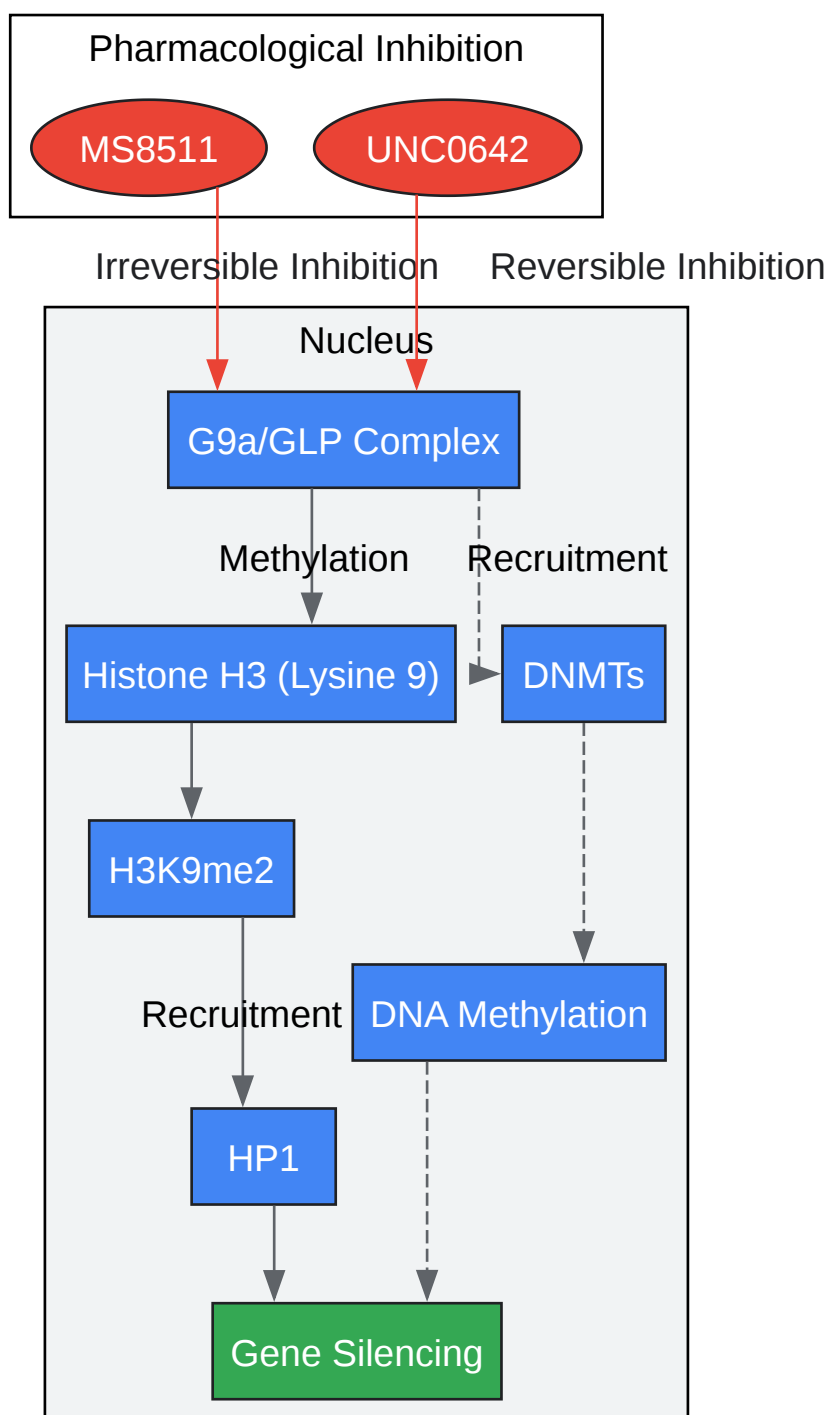 Pharmacological Inhibition
MS8511
UNC0642
Irreversible Inhibition
Reversible Inhibition
Nucleus
G9a/GLP Complex
Methylation
Recruitment
Histone H3 (Lysine 9)
DNMTs
H3K9me2
Recruitment
DNA Methylation
HP1
Gene Silencing